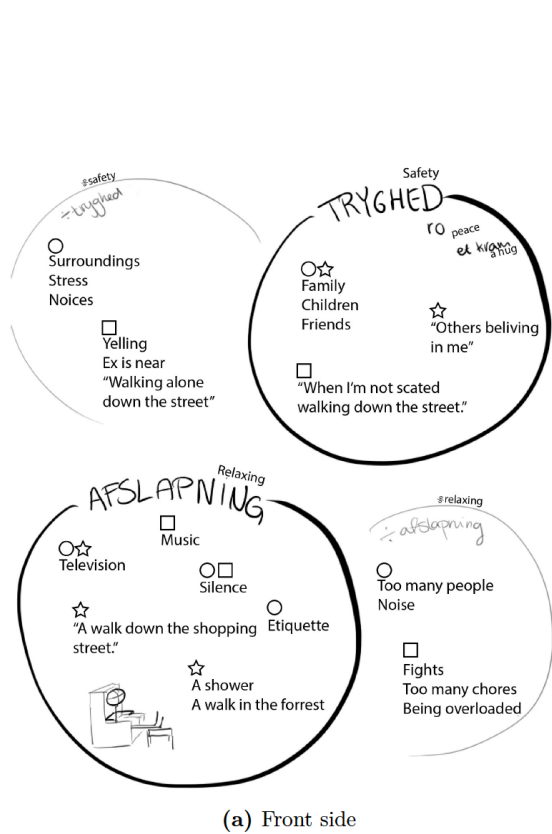 ≠safety
÷tryghed
Surroundings
Stress
Noices
Yelling
Ex is near
“Walking alone
down the street”
Safety
TRYGHED
ro peace
et kram
a hug
Family
Children
Friends
“Others beliving
in me”
“When I’m not scated
walking down the street.”
Relaxing
AFSLAPNING
Music
Television
Silence
Etiquette
“A walk down the shopping
street.”
A shower
A walk in the forrest
≠relaxing
÷afslapning
Too many people
Noise
Fights
Too many chores
Being overloaded
(a) Front side